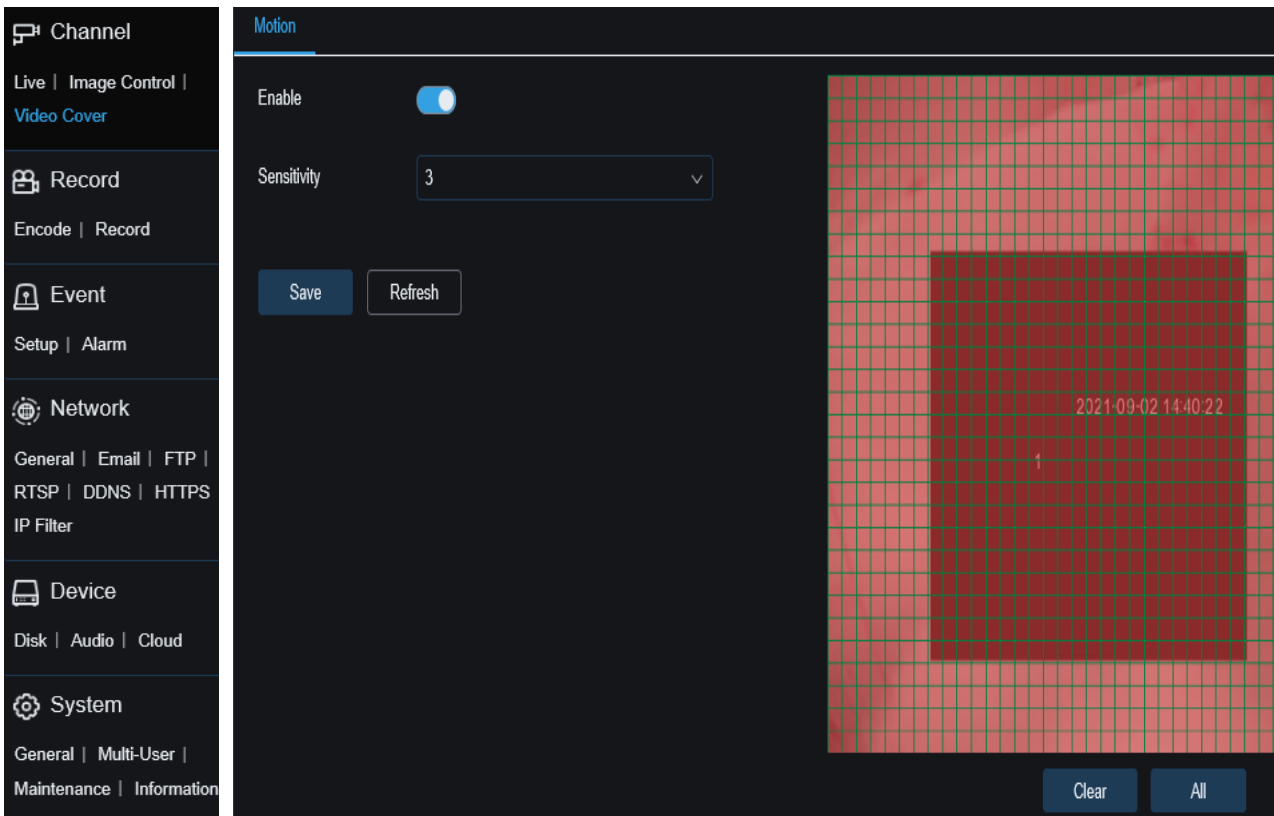 Channel
Live | Image Control |
Video Cover
Record
Encode | Record
Event
Setup | Alarm
Network
General | Email | FTP |
RTSP | DDNS | HTTPS
IP Filter
Device
Disk | Audio | Cloud
System
General | Multi-User |
Maintenance | Information
Motion
Enable
Sensitivity 3
Save Refresh
2021-09-02 14:40:22
1
Clear All